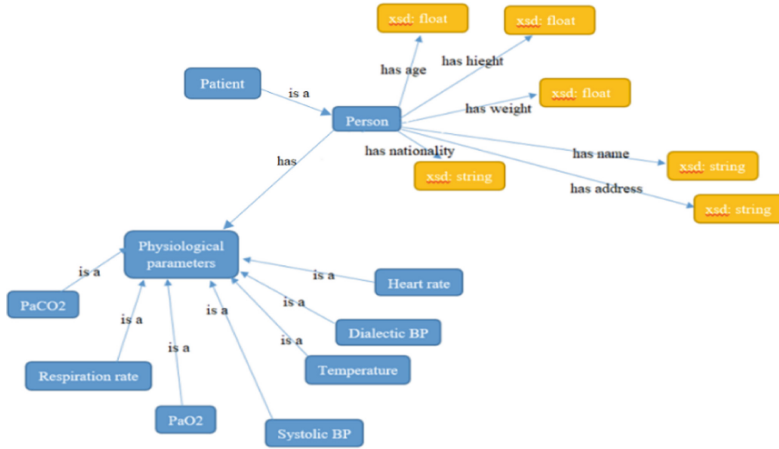 xsd: float
xsd: float
has hieght
has age
Patient
is a
xsd: float
has weight
Person
has nationality
has name
has
xsd: string
xsd: string
has address
xsd: string
Physiological
parameters
is a
is a
Heart rate
PaCO2
is a
is a
is a
Dialectic BP
is a
is a
Respiration rate
Temperature
PaO2
Systolic BP